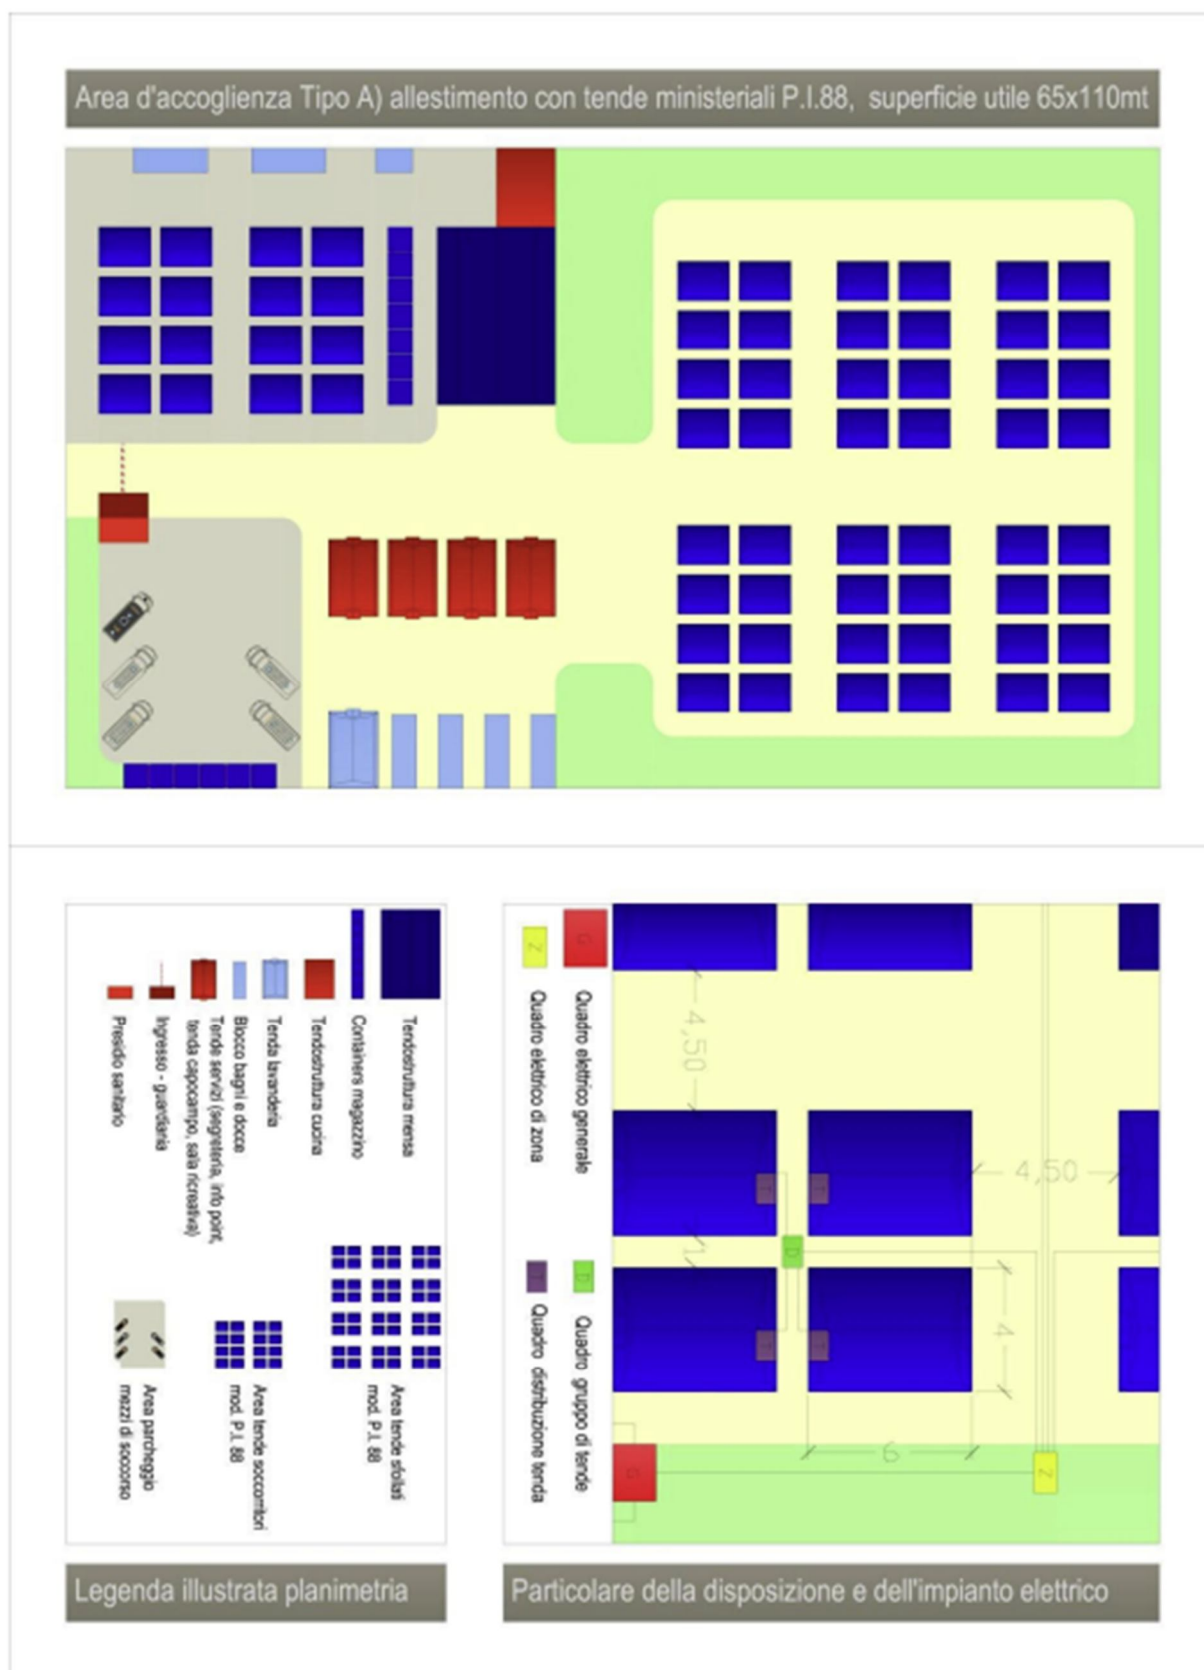 Area d'accoglienza Tipo A) allestimento con tende ministeriali P.I.88, superficie utile 65x110mt
Tendostruttura mensa
Containers magazzino
Tendostruttura cucina
Tenda lavanderia
Blocco bagni e docce
Tende servizi (segreteria, info point,
tenda capocampo, sala ricreativa)
Ingresso - guardiania
Presidio sanitario
Area tende sfollati
mod. P.I. 88
Area tende soccorritori
mod. P.I. 88
Area parcheggio
mezzi di soccorso
Legenda illustrata planimetria
G
Quadro elettrico generale
Z
Quadro elettrico di zona
D
Quadro gruppo di tende
T
Quadro distribuzione tenda
4,50
4,50
T
T
D
1
T
T
4
6
G
Z
Particolare della disposizione e dell'impianto elettrico